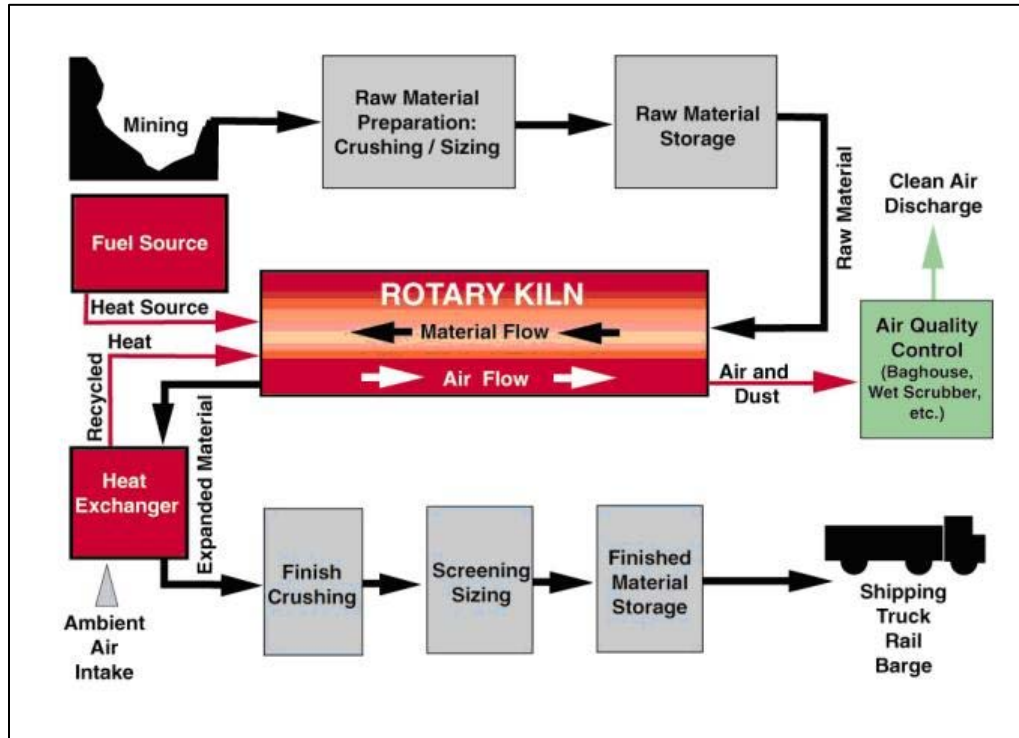 Mining
Raw Material
Preparation:
Crushing / Sizing
Raw Material
Storage
Raw Material
Clean Air
Discharge
Fuel Source
Heat Source
ROTARY KILN
Material Flow
Air Flow
Air Quality
Control
(Baghouse,
Wet Scrubber,
etc.)
Air and
Dust
Heat
Recycled
Heat
Exchanger
Expanded Material
Ambient
Air
Intake
Finish
Crushing
Screening
Sizing
Finished
Material
Storage
Shipping
Truck
Rail
Barge